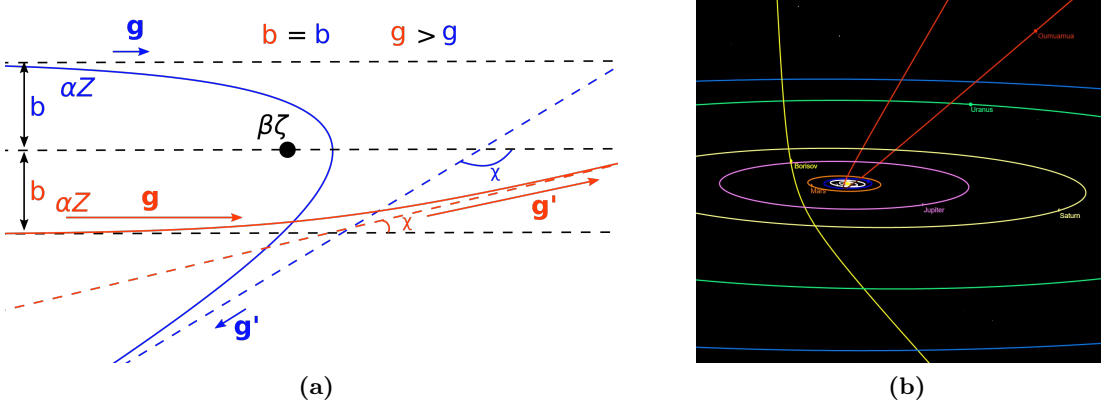 g
b = b
g > g
αZ
b
βζ
χ
b
αZ
g
g'
χ
g'
(a)
Oumuamua
Uranus
Borisov
Mars
Jupiter
Saturn
(b)